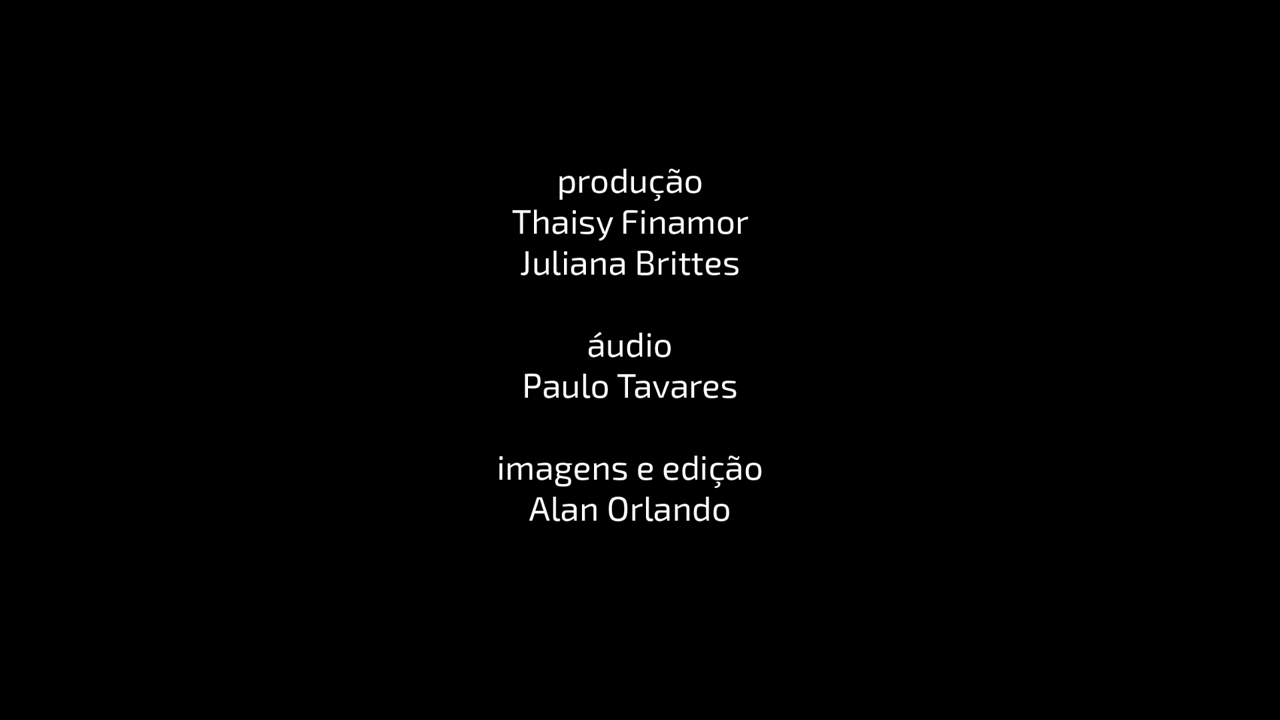 produção
Thaisy Finamor
Juliana Brittes
áudio
Paulo Tavares
imagens e edição
Alan Orlando